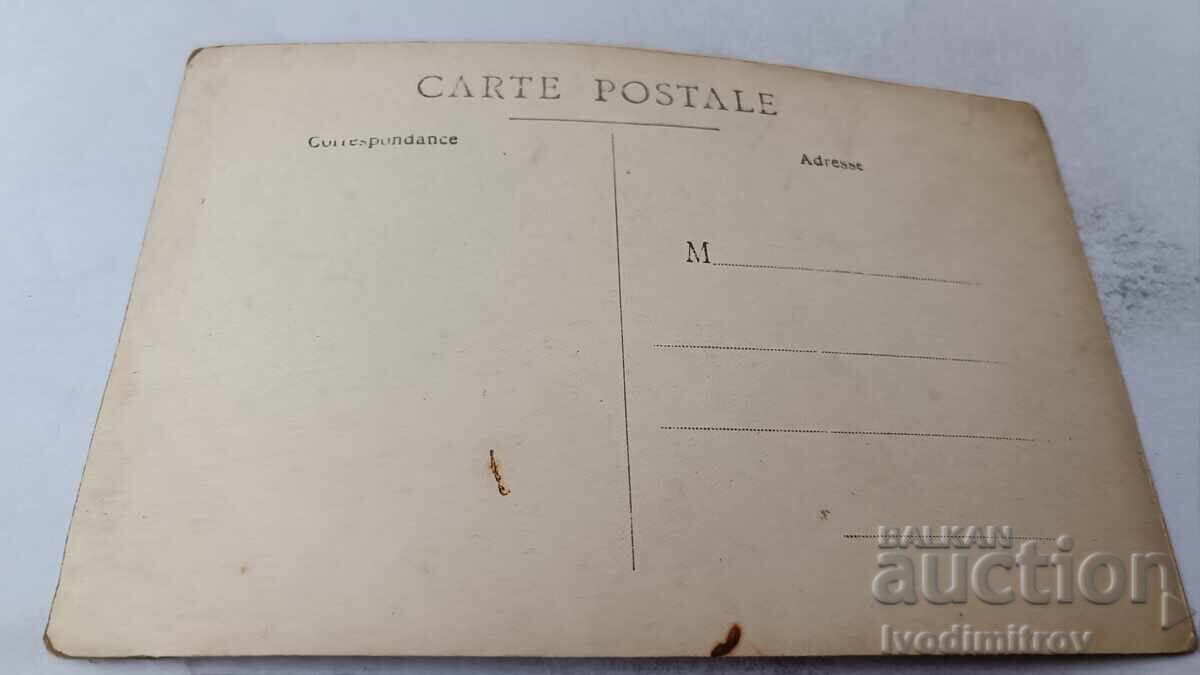 CARTE POSTALE
Correspondance
Adresse
M
BALKAN
auction
Ivodimitrov